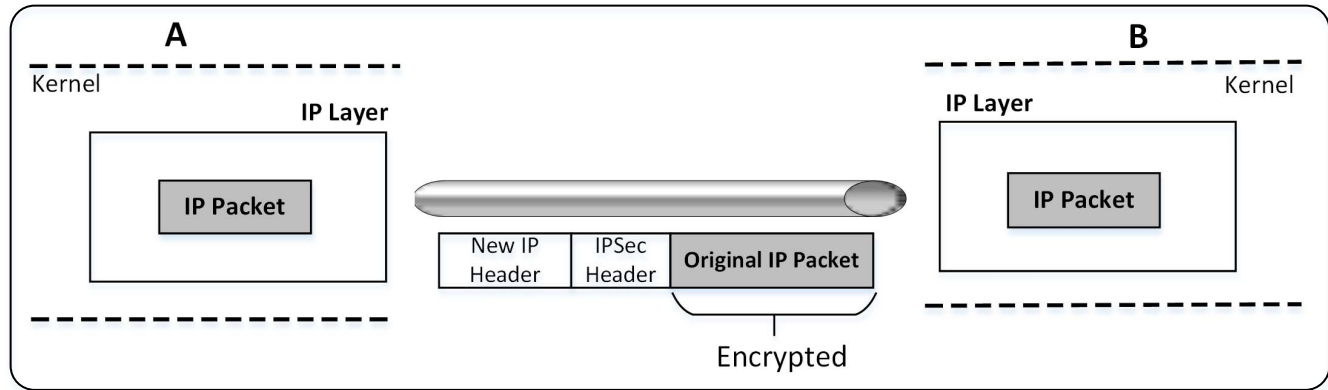 A
B
Kernel
Kernel
IP Layer
IP Layer
IP Packet
IP Packet
New IP
Header
IPSec
Header
Original IP Packet
Encrypted